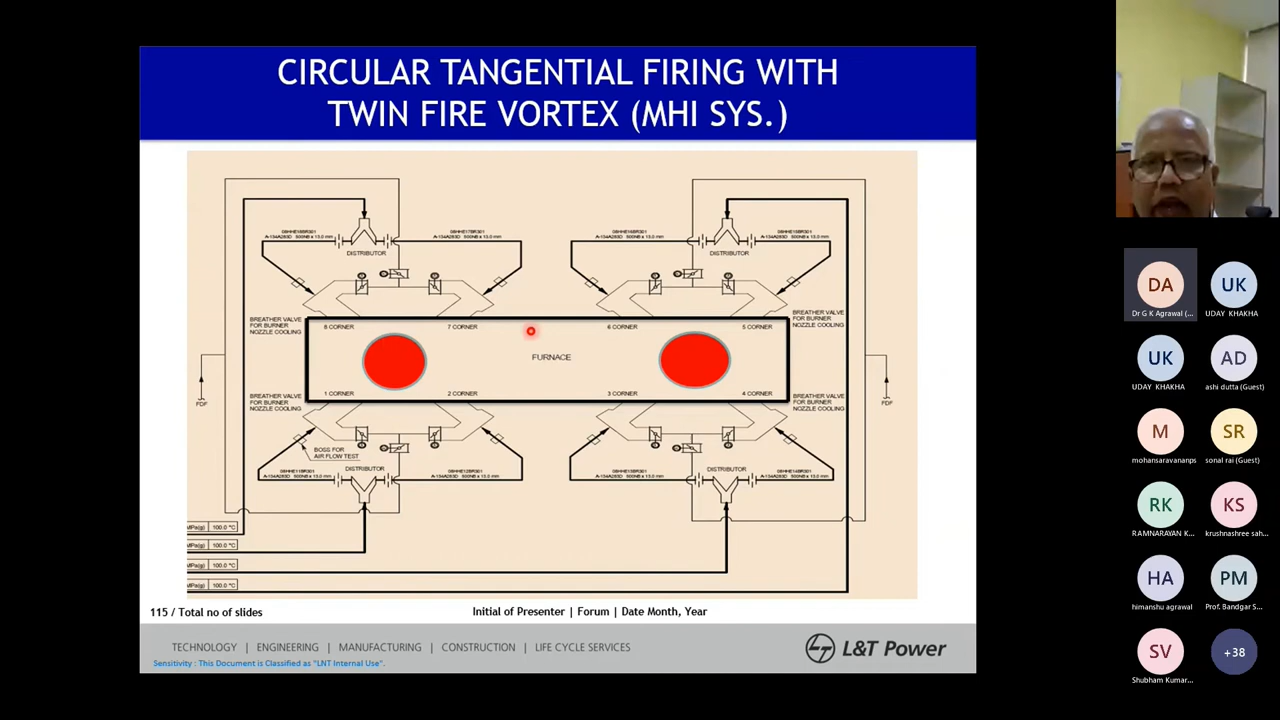 CIRCULAR TANGENTIAL FIRING WITH
TWIN FIRE VORTEX (MHI SYS.)
DISTRIBUTOR
DISTRIBUTOR
BREATHER VALVE
FOR BURNER
NOZZLE COOLING
8 CORNER
7 CORNER
6 CORNER
5 CORNER
BREATHER VALVE
FOR BURNER
NOZZLE COOLING
FURNACE
1 CORNER
2 CORNER
3 CORNER
4 CORNER
FDF
FDF
BREATHER VALVE
FOR BURNER
NOZZLE COOLING
BREATHER VALVE
FOR BURNER
NOZZLE COOLING
BOSS FOR
AIR FLOW TEST
DISTRIBUTOR
DISTRIBUTOR
MPa(g) 100.0 °C
MPa(g) 100.0 °C
MPa(g) 100.0 °C
MPa(g) 100.0 °C
115 / Total no of slides
Initial of Presenter | Forum | Date Month, Year
TECHNOLOGY | ENGINEERING | MANUFACTURING | CONSTRUCTION | LIFE CYCLE SERVICES
L&T Power
Sensitivity : This Document is Classified as "LNT Internal Use".
DA
UK
Dr G K Agrawal (...
UDAY KHAKHA
UK
AD
UDAY KHAKHA
ashi dutta (Guest)
M
SR
mohansaravananps
sonal rai (Guest)
RK
KS
RAMNARAYAN K...
krushnashree sah...
HA
PM
himanshu agrawal
Prof. Bandgar S...
SV
+38
Shubham Kumar...